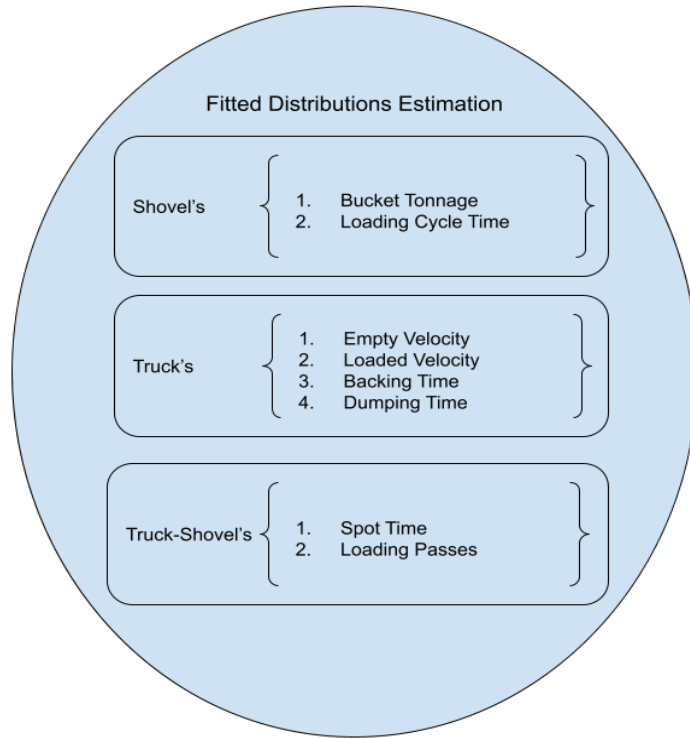 Fitted Distributions Estimation
Shovel's
1. Bucket Tonnage
2. Loading Cycle Time
Truck's
1. Empty Velocity
2. Loaded Velocity
3. Backing Time
4. Dumping Time
Truck-Shovel's
1. Spot Time
2. Loading Passes